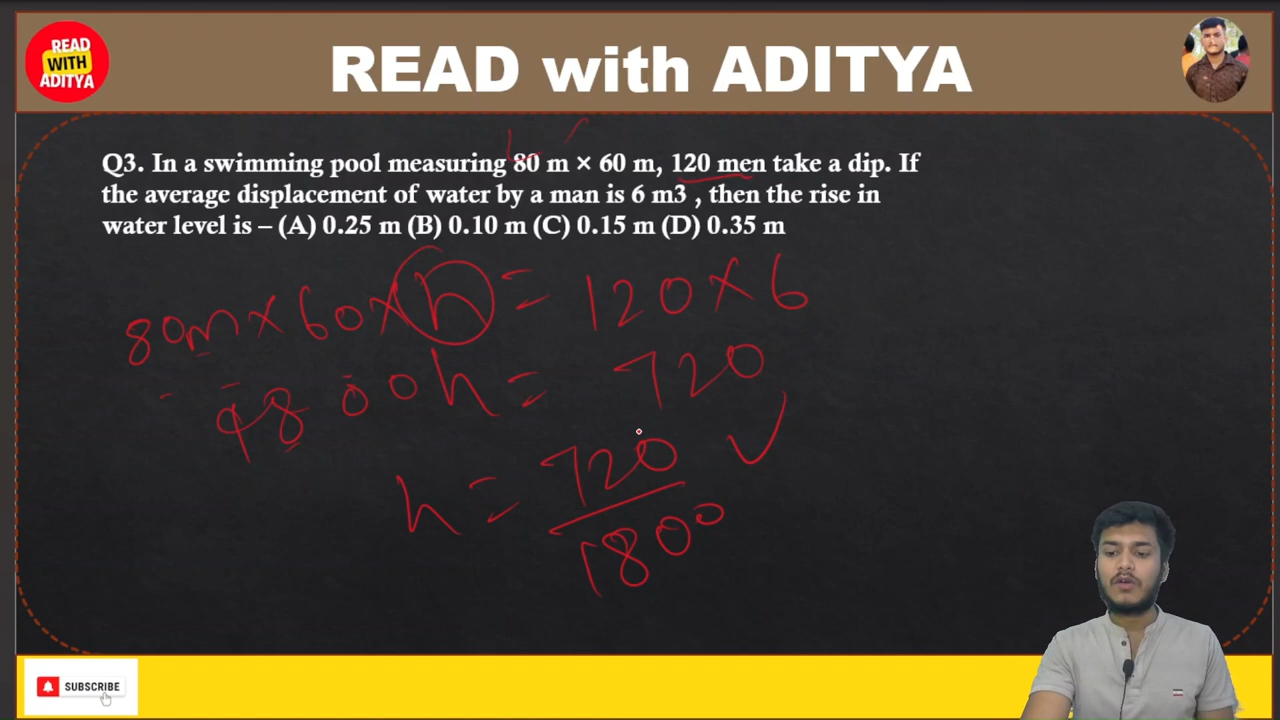 READ
WITH
ADITYA
READ with ADITYA
Q3. In a swimming pool measuring 80 m × 60 m, 120 men take a dip. If
the average displacement of water by a man is 6 m3 , then the rise in
water level is – (A) 0.25 m (B) 0.10 m (C) 0.15 m (D) 0.35 m
80m × 60 × h = 120 × 6
4800h = 720
h = 720
1800
SUBSCRIBE